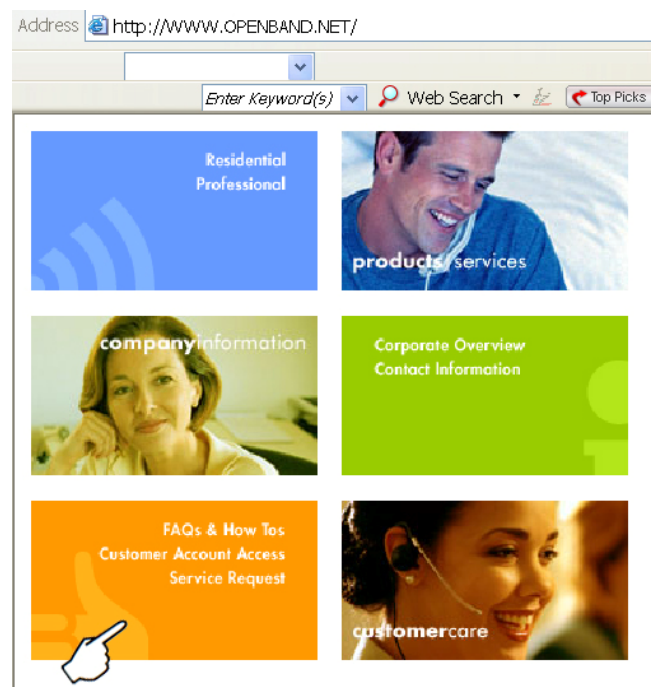 Address http://WWW.OPENBAND.NET/
Enter Keyword(s) Web Search Top Picks
Residential
Professional
products/services
companyinformation
Corporate Overview
Contact Information
FAQs & How Tos
Customer Account Access
Service Request
customercare